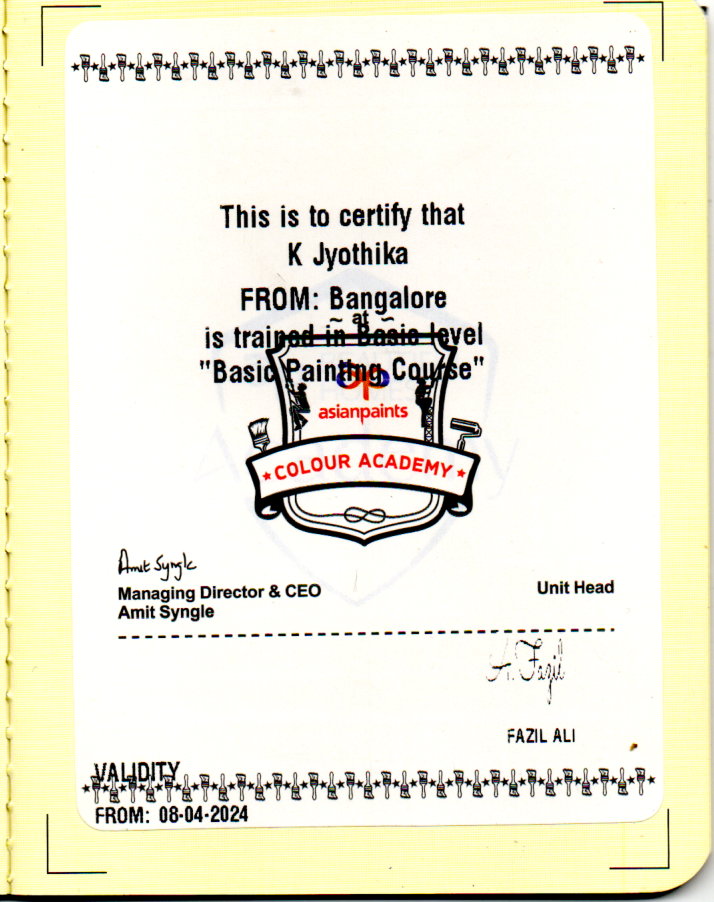 This is to certify that
K Jyothika
FROM: Bangalore
~ at ~
is trained in Basic level
"Basic Painting Course"
asianpaints
COLOUR ACADEMY
Amit Syngle
Managing Director & CEO
Unit Head
Amit Syngle
A. Fazil
FAZIL ALI
VALIDITY
FROM: 08-04-2024